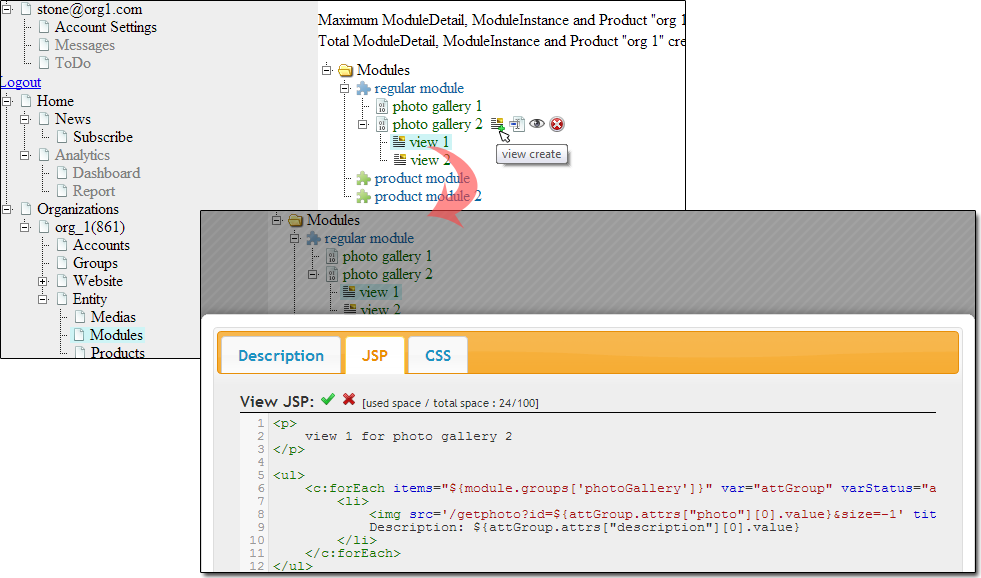 stone@org1.com
Account Settings
Messages
ToDo
Logout
Home
News
Subscribe
Analytics
Dashboard
Report
Organizations
org_1(861)
Accounts
Groups
Website
Entity
Medias
Modules
Products
Maximum ModuleDetail, ModuleInstance and Product "org 1
Total ModuleDetail, ModuleInstance and Product "org 1" cre
Modules
regular module
photo gallery 1
photo gallery 2
view create
view 1
view 2
product module
product module 2
Modules
regular module
photo gallery 1
photo gallery 2
view 1
view 2
Description JSP CSS
View JSP: [used space / total space : 24/100]
1 <p>
2 view 1 for photo gallery 2
3 </p>
4
5 <ul>
6 <c:forEach items="${module.groups['photoGallery']}" var="attGroup" varStatus="a
7 <li>
8 <img src='/getphoto?id=${attGroup.attrs["photo"][0].value}&size=-1' tit
9 Description: ${attGroup.attrs["description"][0].value}
10 </li>
11 </c:forEach>
12 </ul>